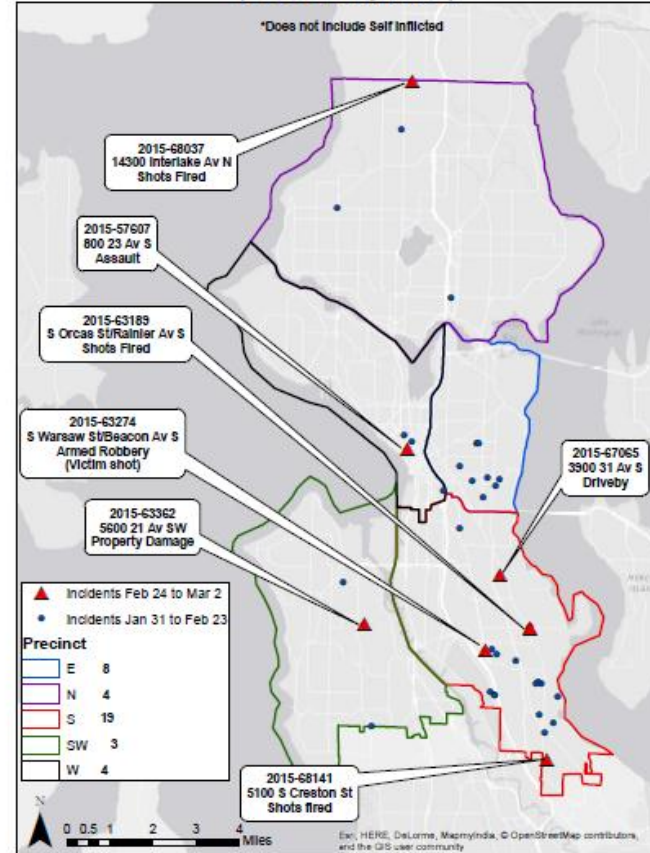 *Does not Include Self Inflicted
2015-68037
14300 Interlake Av N
Shots Fired
2015-57607
800 23 Av S
Assault
2015-63189
S Orcas St/Rainier Av S
Shots Fired
2015-63274
S Warsaw St/Beacon Av S
Armed Robbery
(Victim shot)
2015-67065
3900 31 Av S
Driveby
2015-63362
5600 21 Av SW
Property Damage
Incidents Feb 24 to Mar 2
Incidents Jan 31 to Feb 23
Precinct
E 8
N 4
S 19
SW 3
W 4
2015-68141
5100 S Creston St
Shots fired
N
0 0.5 1 2 3 4
Miles
Esri, HERE, DeLorme, MapmyIndia, © OpenStreetMap contributors,
and the GIS user community